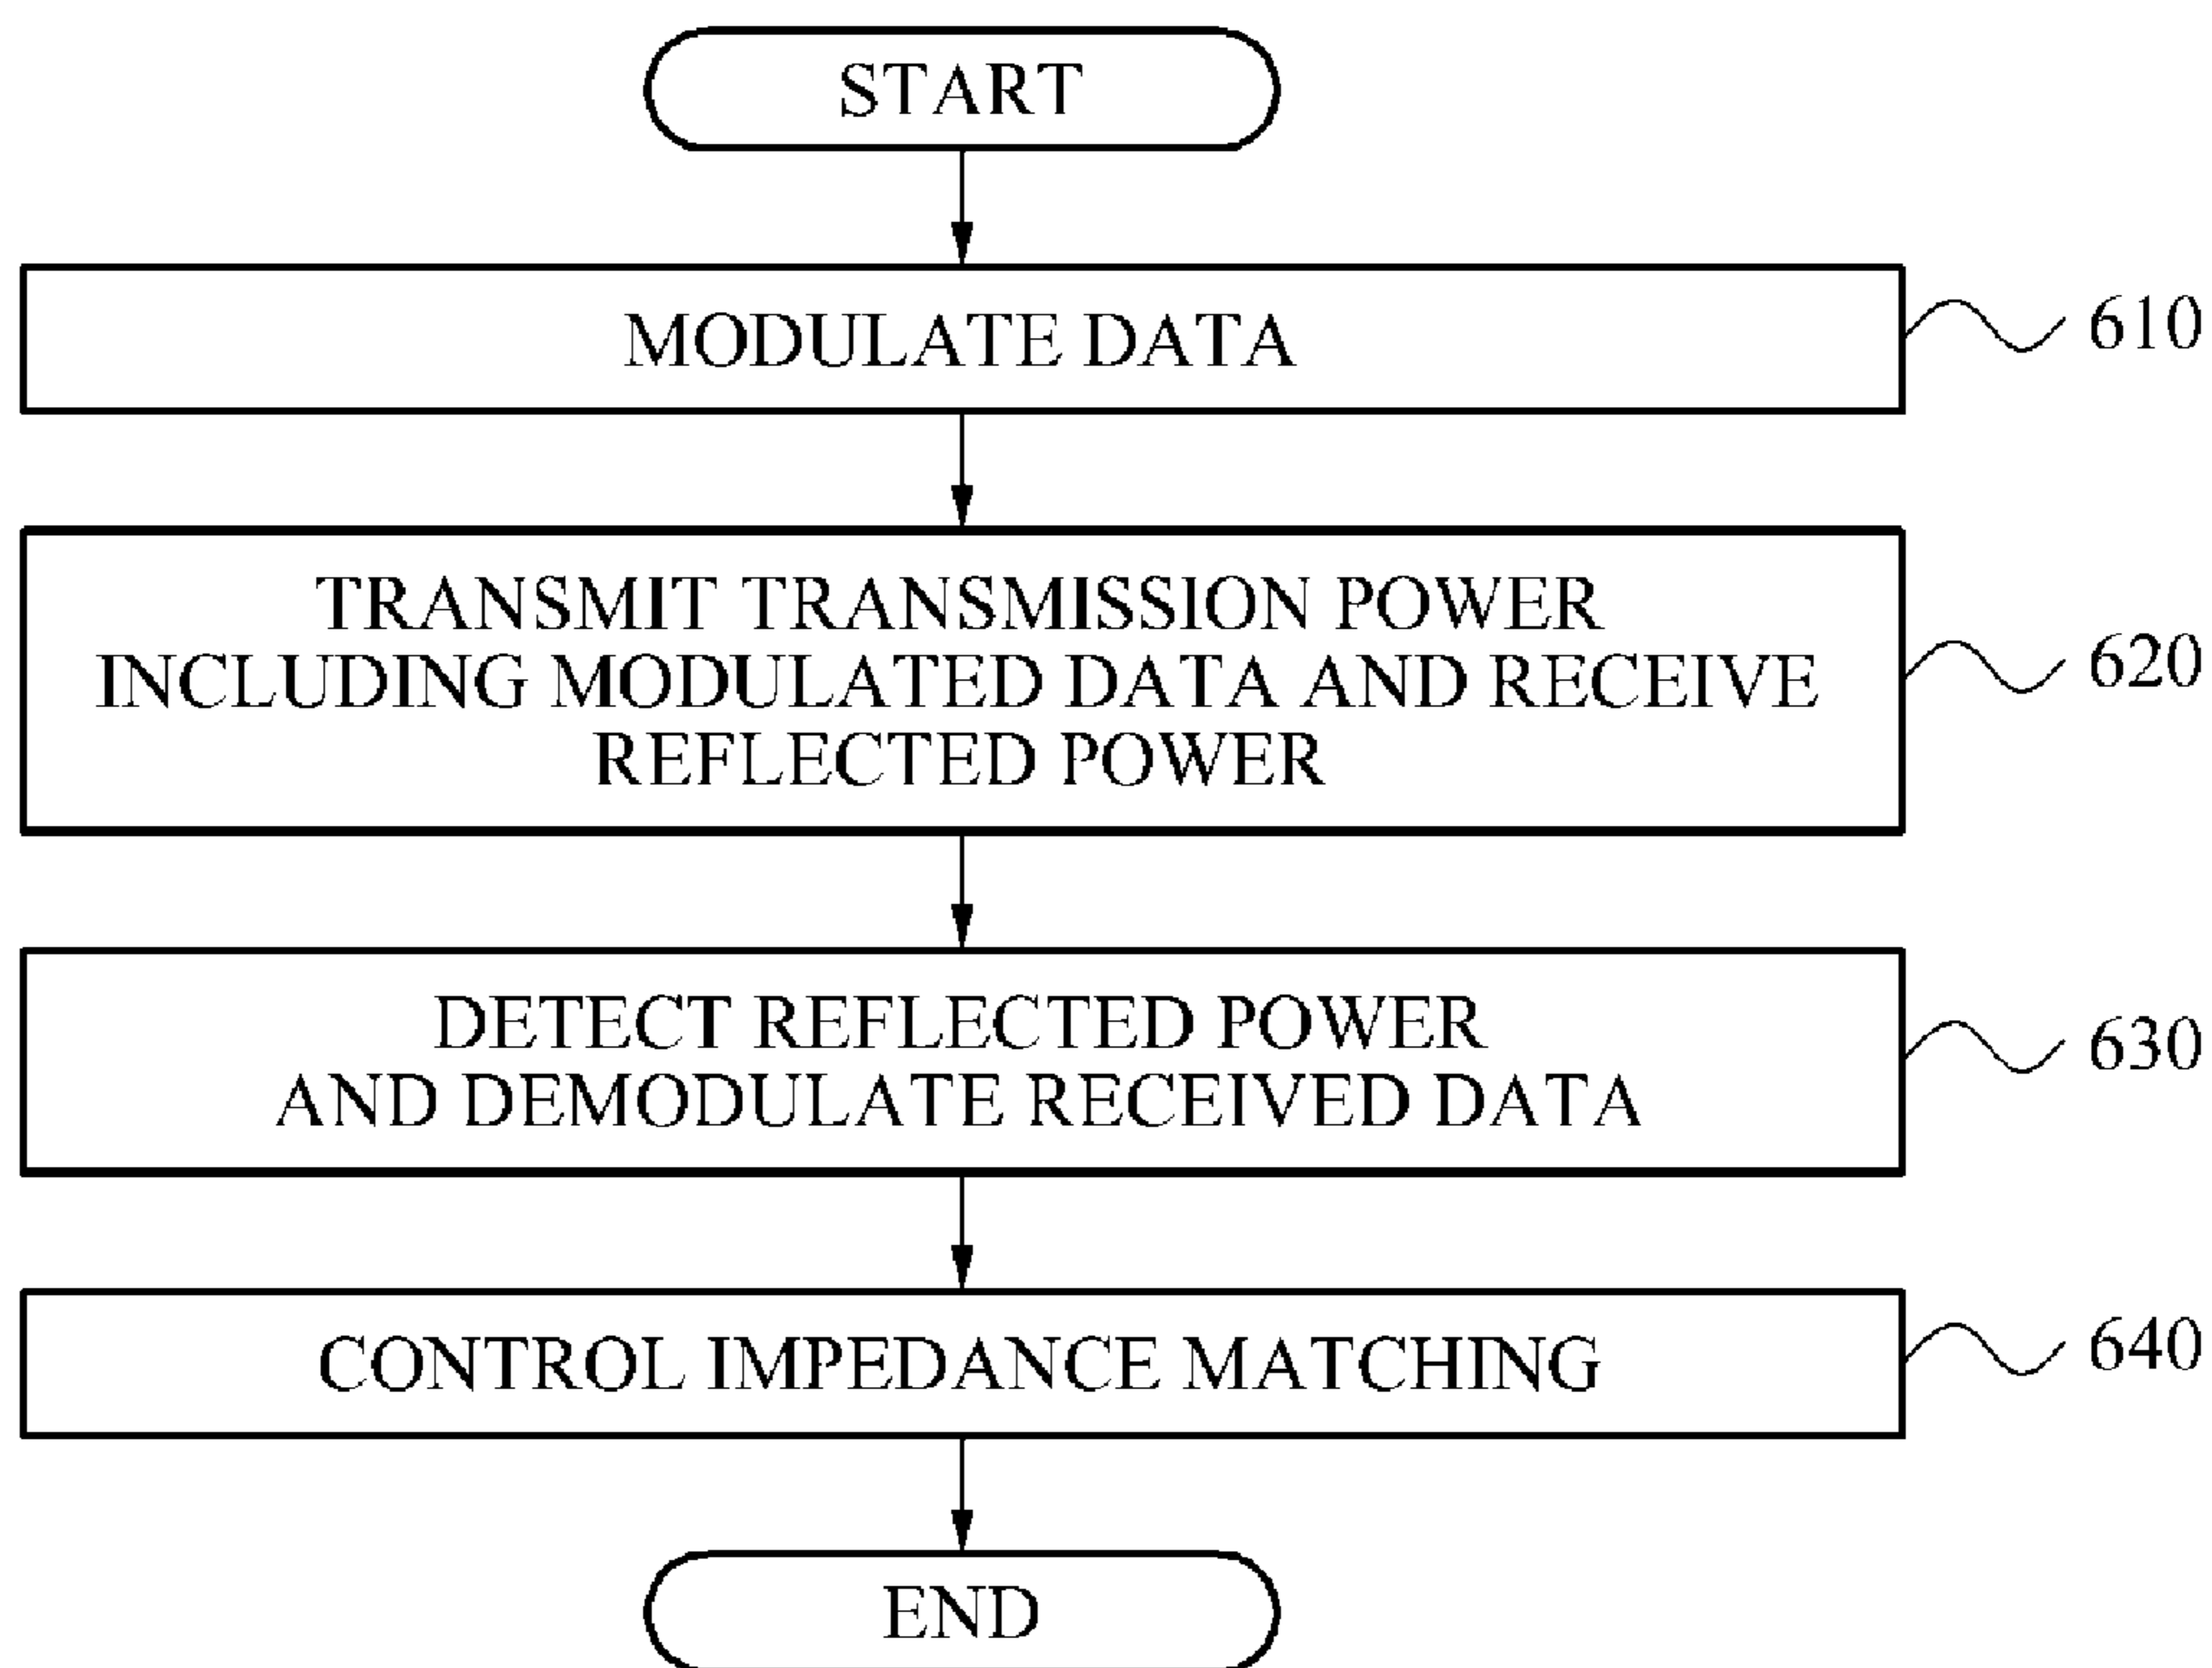 START
MODULATE DATA
610
TRANSMIT TRANSMISSION POWER
INCLUDING MODULATED DATA AND RECEIVE
REFLECTED POWER
620
DETECT REFLECTED POWER
AND DEMODULATE RECEIVED DATA
630
CONTROL IMPEDANCE MATCHING
640
END